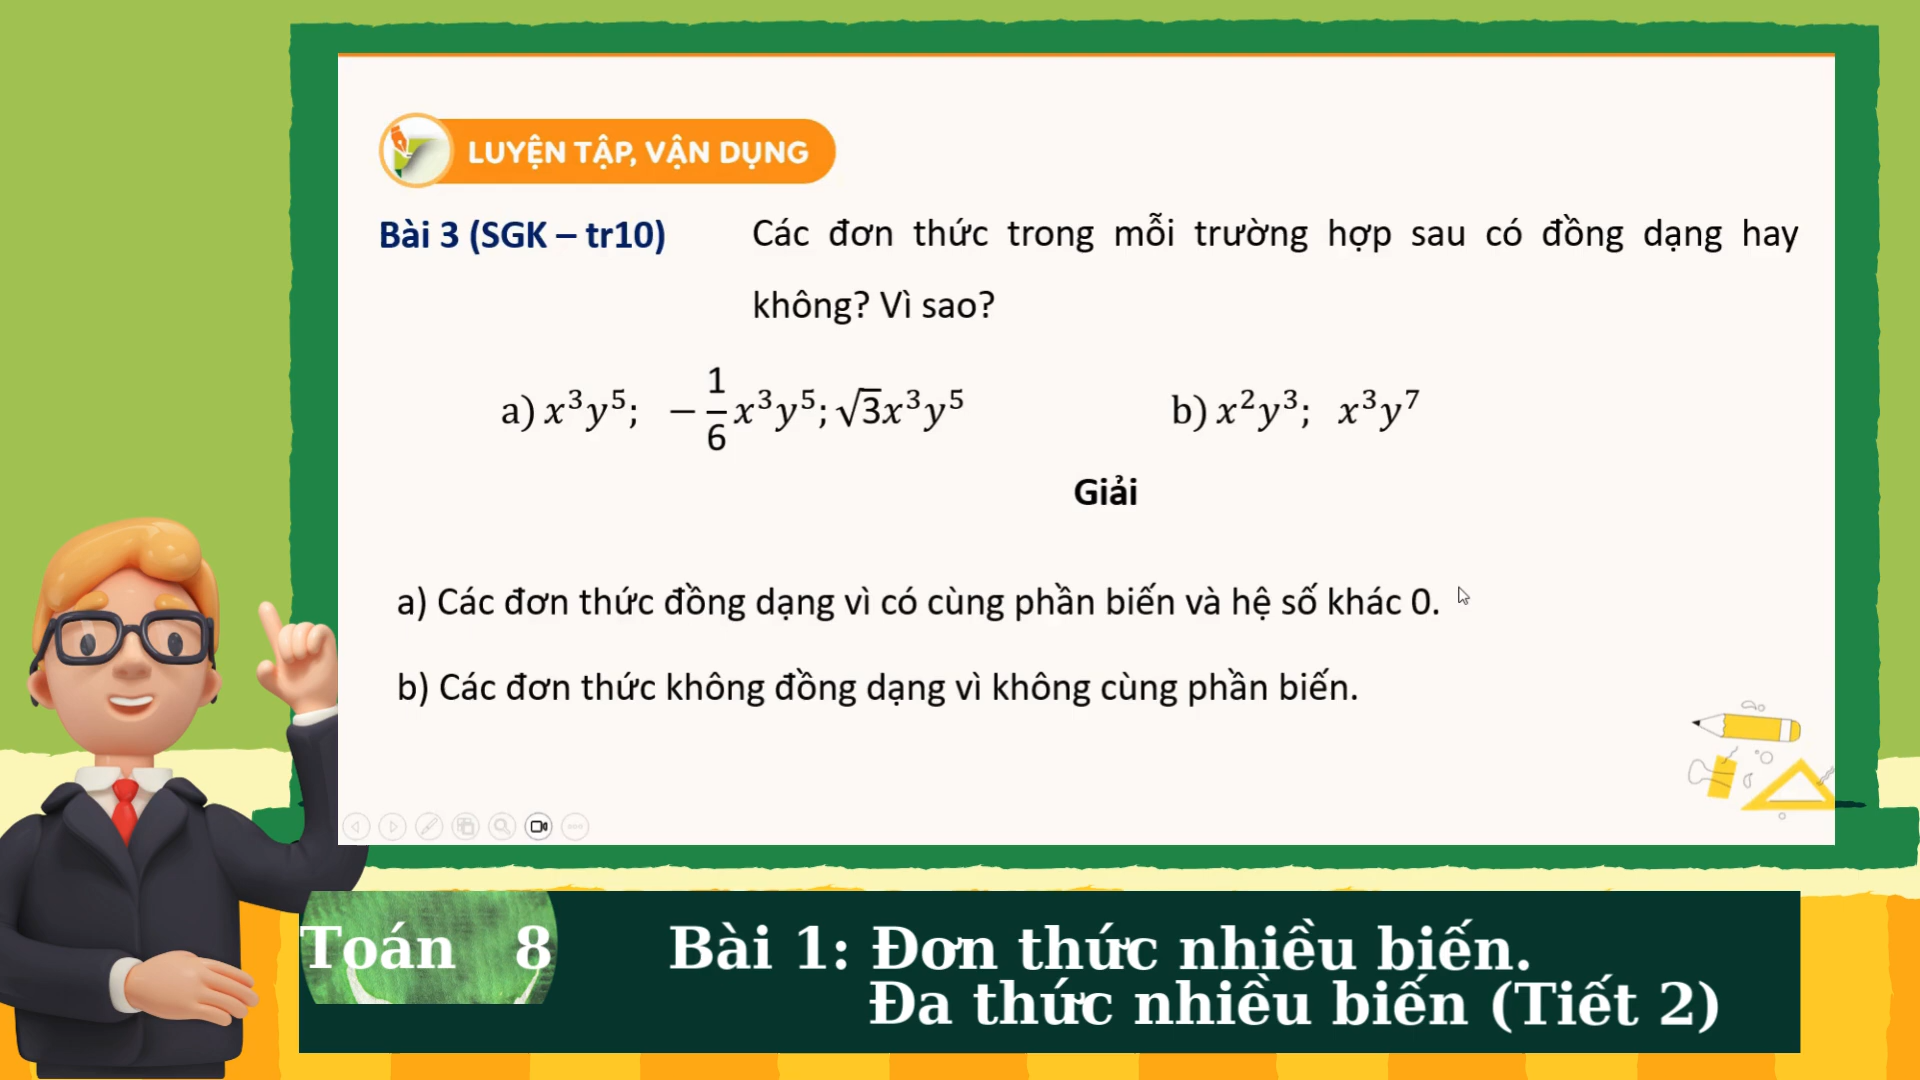 LUYỆN TẬP, VẬN DỤNG
Bài 3 (SGK – tr10) Các đơn thức trong mỗi trường hợp sau có đồng dạng hay
không? Vì sao?
a) x³y⁵; −1/6 x³y⁵; √3x³y⁵ b) x²y³; x³y⁷
Giải
a) Các đơn thức đồng dạng vì có cùng phần biến và hệ số khác 0.
b) Các đơn thức không đồng dạng vì không cùng phần biến.
Toán 8 Bài 1: Đơn thức nhiều biến.
Đa thức nhiều biến (Tiết 2)